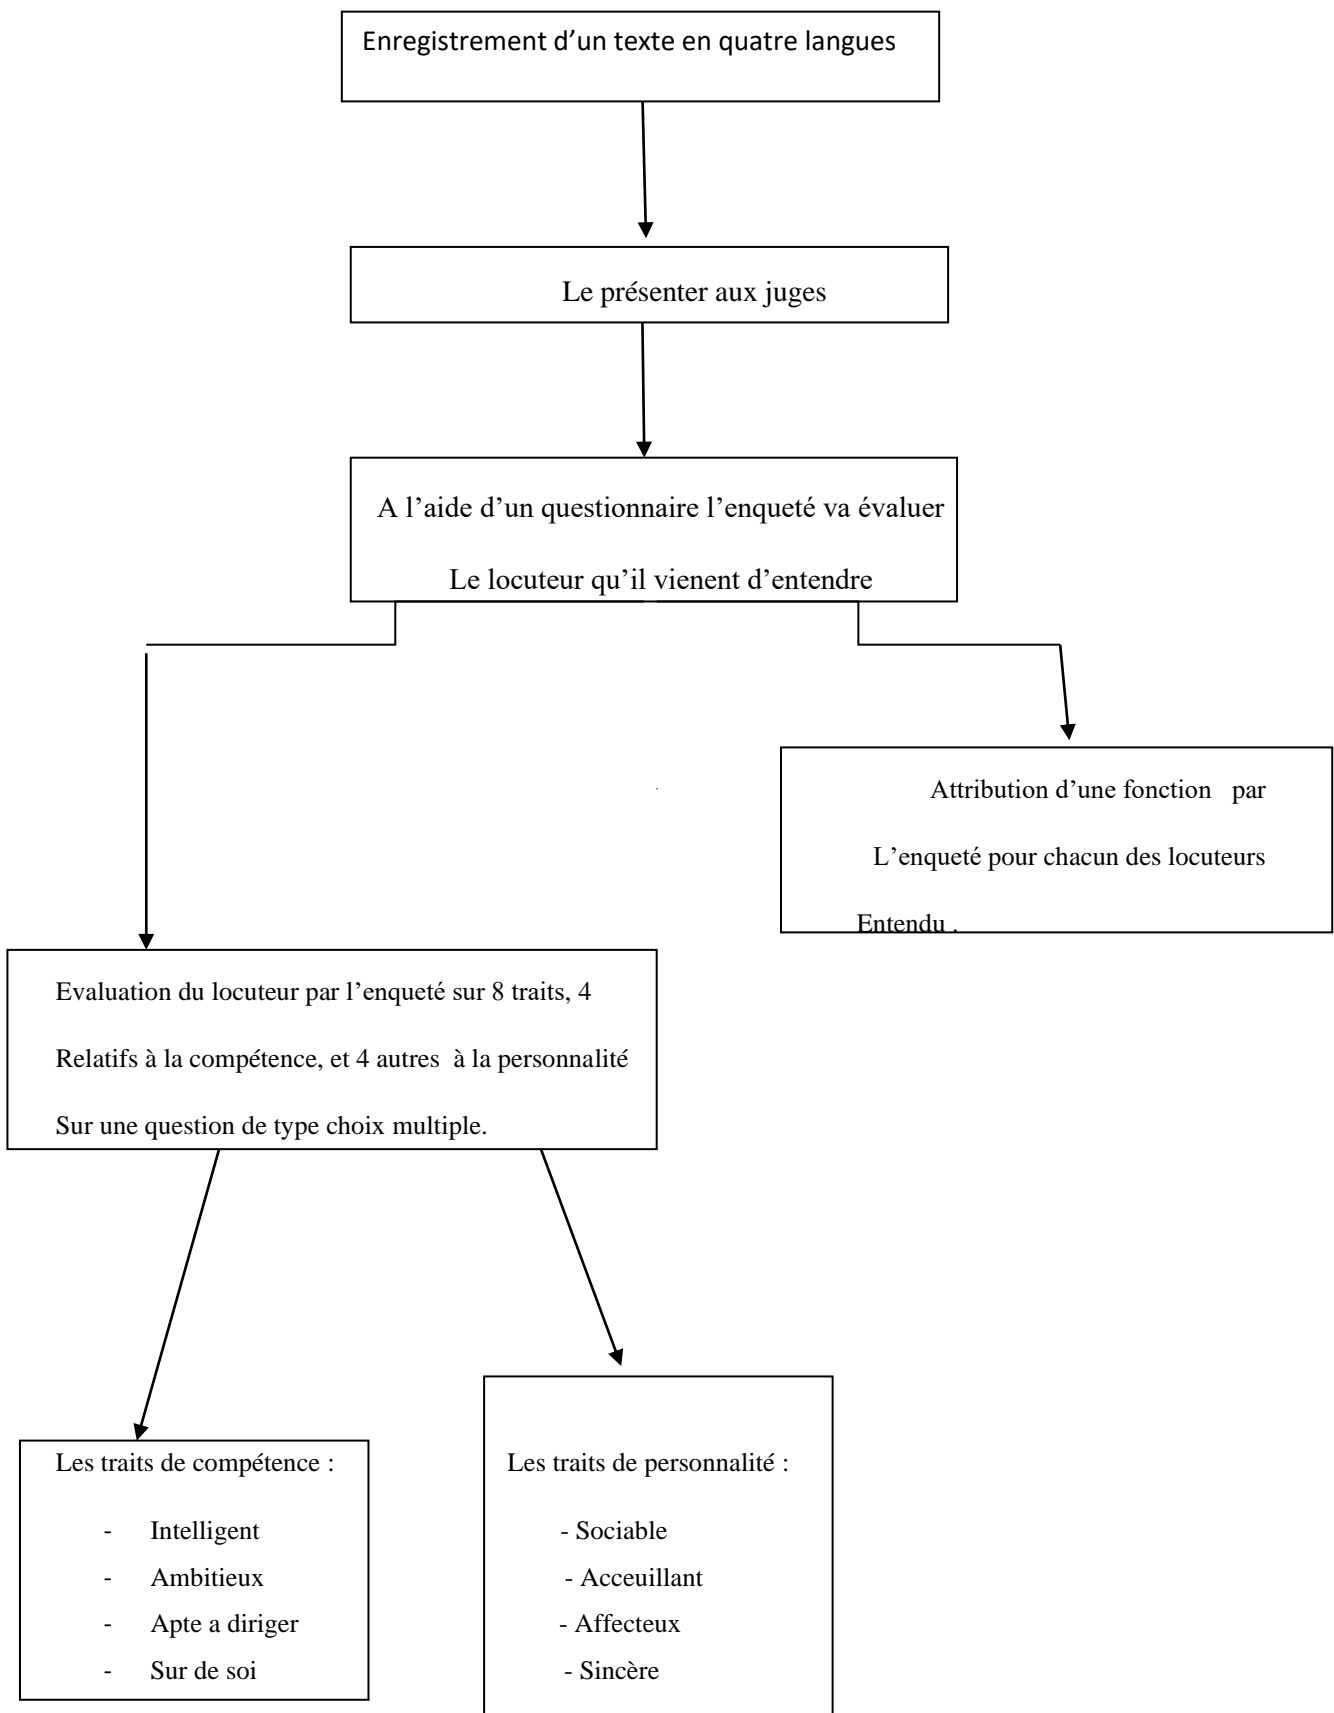 Enregistrement d’un texte en quatre langues
Le présenter aux juges
A l’aide d’un questionnaire l’enqueté va évaluer
Le locuteur qu’il vienent d’entendre
Attribution d’une fonction par
L’enqueté pour chacun des locuteurs
Entendu .
Evaluation du locuteur par l’enqueté sur 8 traits, 4
Relatifs à la compétence, et 4 autres à la personnalité
Sur une question de type choix multiple.
Les traits de compétence :
- Intelligent
- Ambitieux
- Apte a diriger
- Sur de soi
Les traits de personnalité :
- Sociable
- Acceuillant
- Affecteux
- Sincère